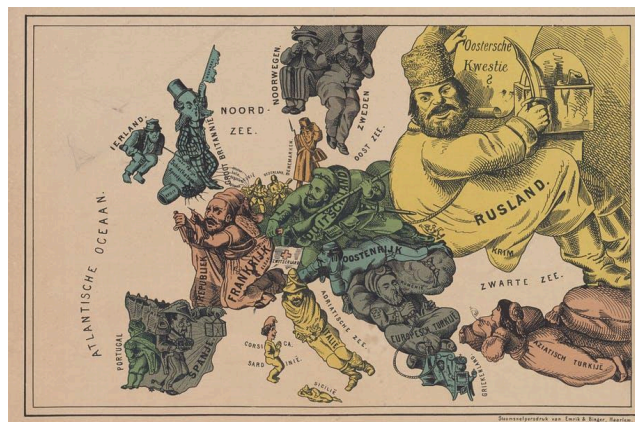 Oostersche
Kwestie
?
NOORWEGEN.
ZWEDEN
OOST ZEE.
NOORD-
ZEE.
IERLAND.
GROOT BRITANNIË
DENEMARKEN.
DUITSCHLAND
RUSLAND.
KRIM
ATLANTISCHE OCEAAN.
REPUBLIEK
FRANKRIJK
OOSTENRIJK
ZWARTE ZEE.
ADRIATISCHE ZEE.
ITALIË
EUROPEES TURKIJE
AZIATISCH TURKIJE
GRIEKENLAND.
PORTUGAL
SPANJE
CORSICA.
SARDINIË.
SICILIË
Stoomsnelpersdruk van Emrik & Binger, Haarlem